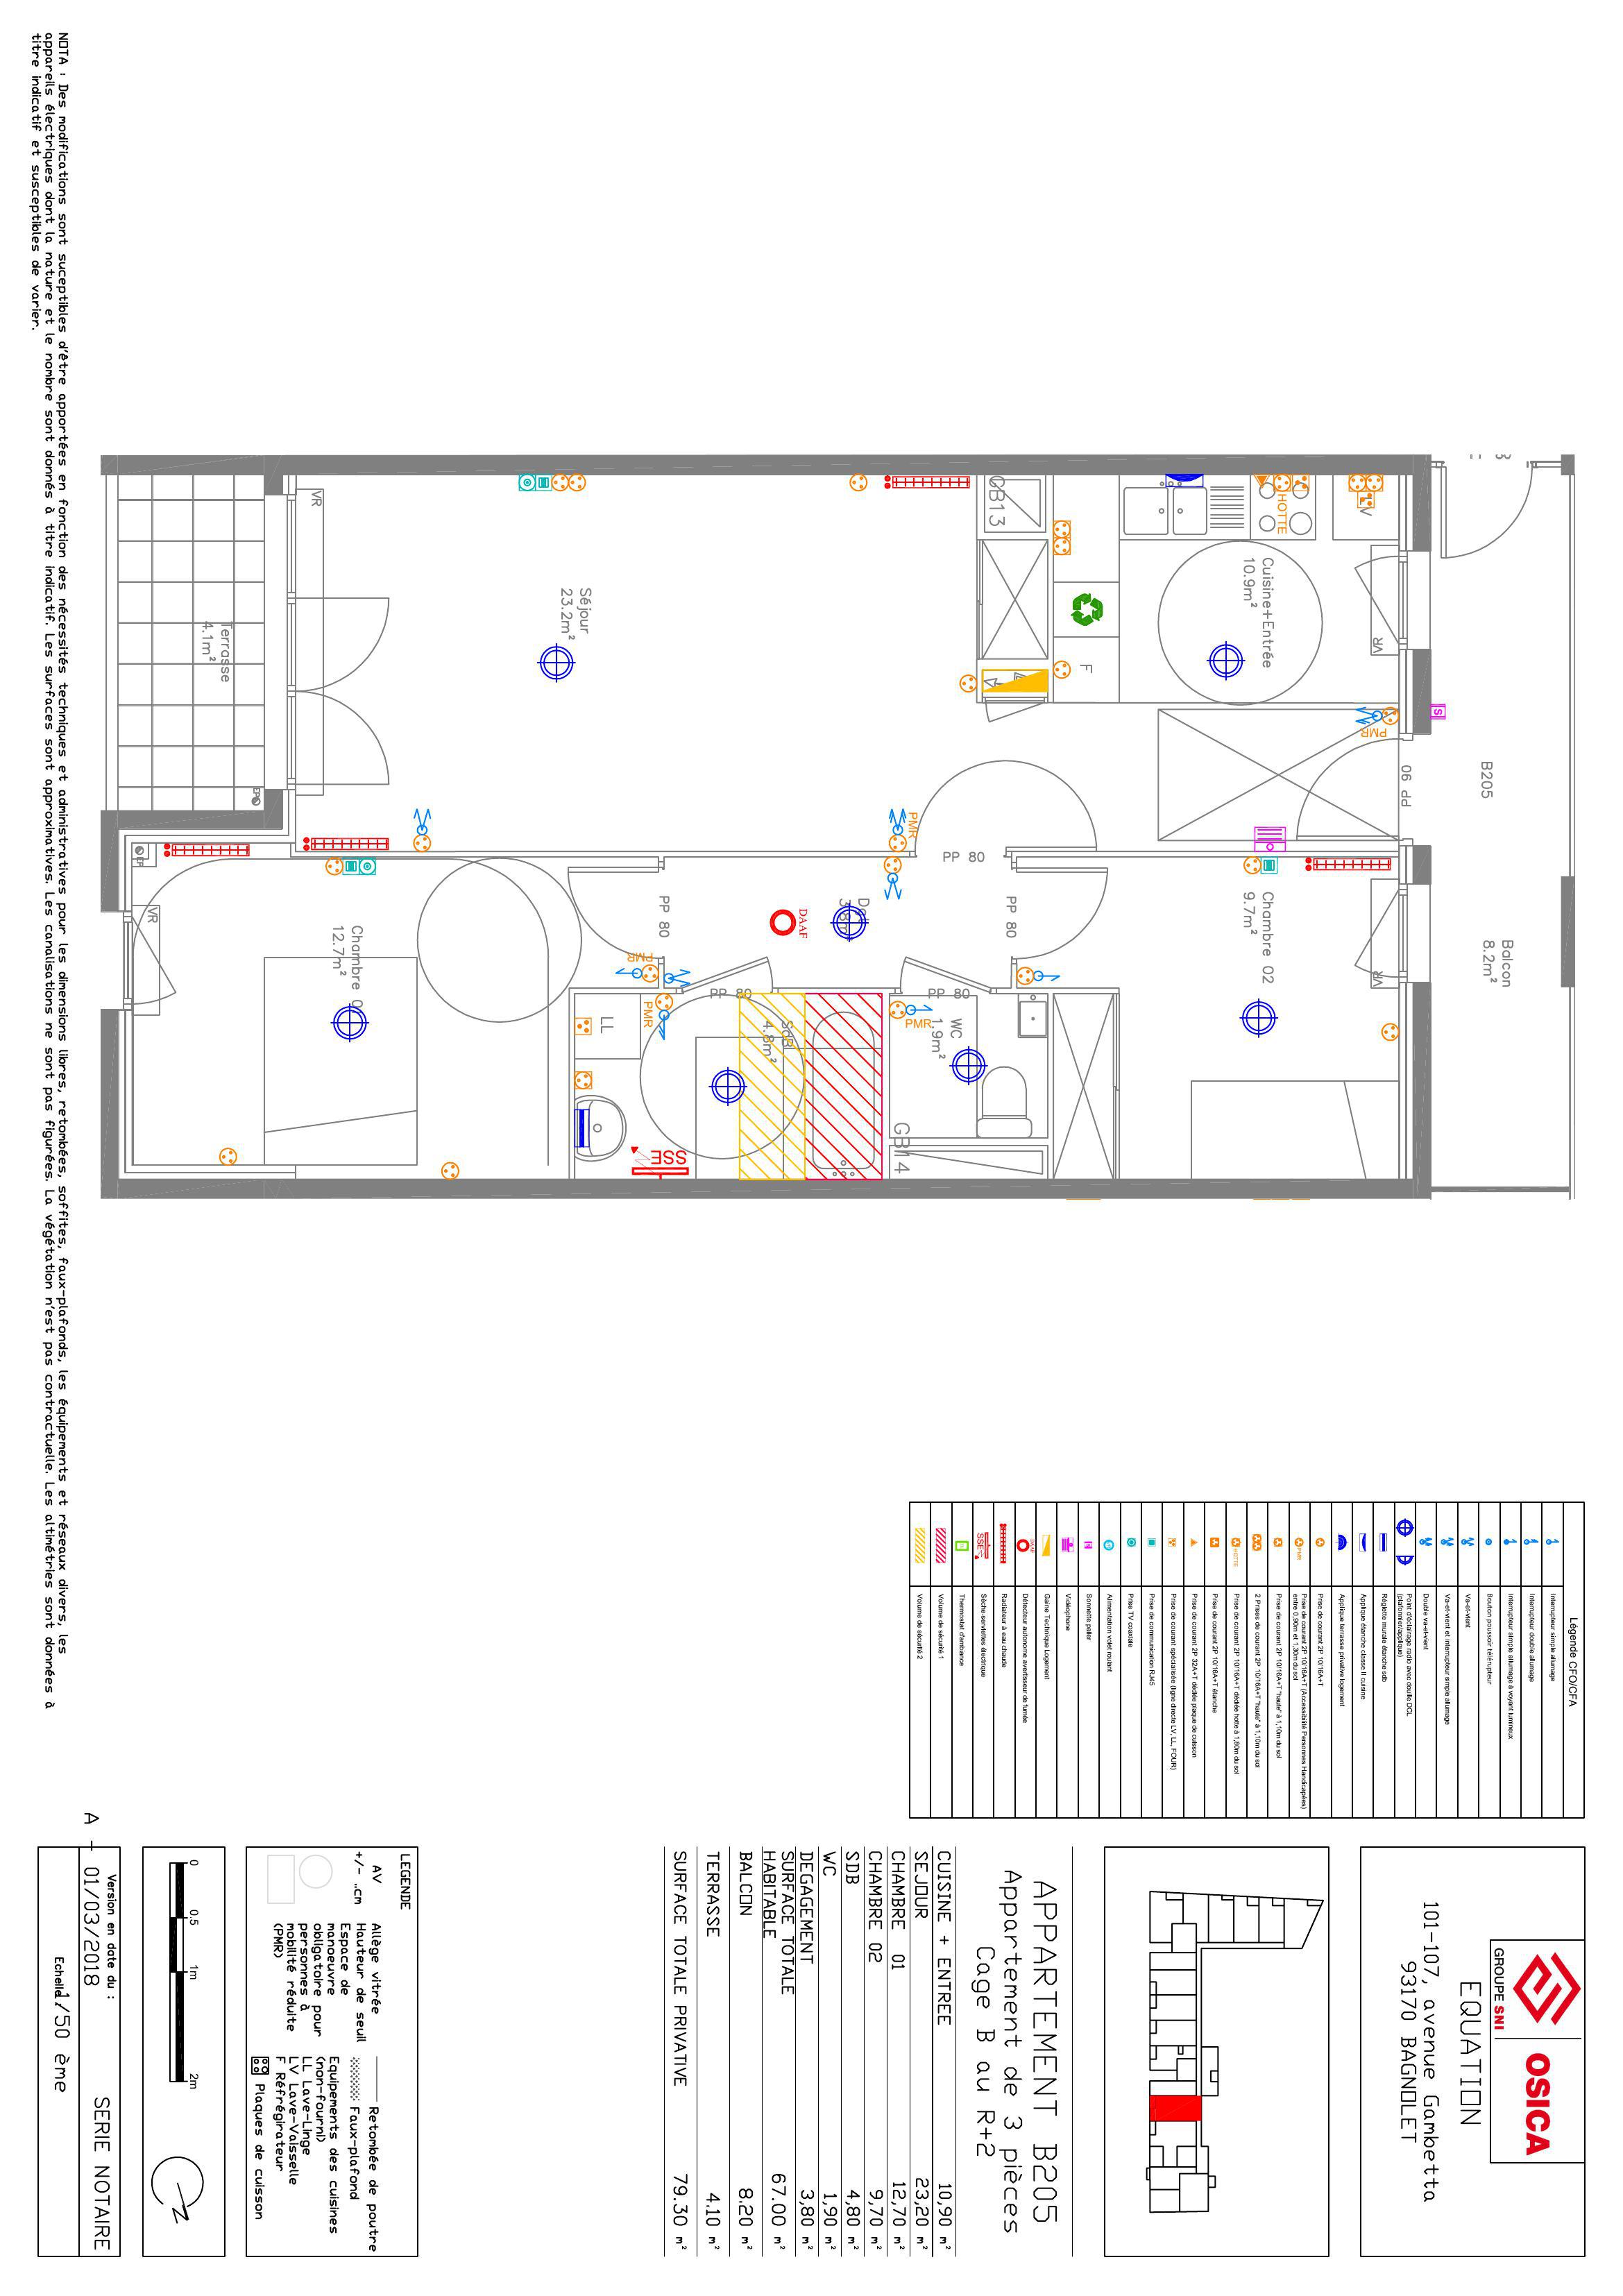 NOTA : Des modifications sont suceptibles d'être apportées en fonction des nécessités techniques et administratives pour les dimensions libres, retombées, soffites, faux-plafonds, les équipements et réseaux divers, les
appareils électriques dont la nature et le nombre sont donnés à titre indicatif. Les surfaces sont approximatives. Les canalisations ne sont pas figurées. La végétation n'est pas contractuelle. Les altimétries sont données à
titre indicatif et susceptibles de varier.
GROUPE SNI
OSICA
EQUATION
101-107, avenue Gambetta
93170 BAGNOLET
APPARTEMENT B205
Appartement de 3 pièces
Cage B au R+2
CUISINE + ENTREE 10,90 m²
SEJOUR 23,20 m²
CHAMBRE 01 12,70 m²
CHAMBRE 02 9,70 m²
SDB 4,80 m²
WC 1,90 m²
DEGAGEMENT 3,80 m²
SURFACE TOTALE
HABITABLE 67.00 m²
BALCON 8.20 m²
TERRASSE 4.10 m²
SURFACE TOTALE PRIVATIVE 79.30 m²
LEGENDE
AV Allège vitrée
+/- ..cm Hauteur de seuil
Espace de
manoeuvre
obligatoire pour
personnes à
mobilité réduite
(PMR)
Retombée de poutre
Faux-plafond
Equipements des cuisines
(non-fourni)
LL Lave-Linge
LV Lave-Vaisselle
F Réfrigérateur
Plaques de cuisson
0 0.5 1m 2m
N
A -
Version en date du :
01/03/2018
SERIE NOTAIRE
Echelle 1/50 ème
Légende CFO/CFA
Interrupteur simple allumage
Interrupteur double allumage
Interrupteur simple allumage à voyant lumineux
Bouton poussoir télérupteur
Va-et-vient
Va-et-vient et interrupteur simple allumage
Double va-et-vient
Point d'éclairage radio avec douille DCL
(plafonnier/applique)
Réglette murale étanche sdb
Applique étanche classe II cuisine
Applique terrasse privative logement
Prise de courant 2P 10/16A+T
PMR
Prise de courant 2P 10/16A+T (Accessibilité Personnes Handicapées)
entre 0,90m et 1,30m du sol
Prise de courant 2P 10/16A+T "haute" à 1,10m du sol
2 Prises de courant 2P 10/16A+T "haute" à 1,10m du sol
HOTTE
Prise de courant 2P 10/16A+T dédiée hotte à 1,80m du sol
Prise de courant 2P 10/16A+T étanche
Prise de courant 2P 32A+T dédiée plaque de cuisson
Prise de courant spécialisée (ligne directe LV, LL, FOUR)
Prise de communication RJ45
Prise TV coaxiale
Alimentation volet roulant
Sonnette palier
Vidéophone
Gaine Technique Logement
DAAF
Détecteur autonome avertisseur de fumée
Radiateur à eau chaude
SSE
Sèche-serviettes électrique
Thermostat d'ambiance
Volume de sécurité 1
Volume de sécurité 2
Balcon
8.2m²
B205
S
PP 90
Cuisine+Entrée
10.9m²
VR
PMR
HOTTE
LV
F
GB13
Séjour
23.2m²
VR
Terrasse
4.1m²
EP
EP
PMR
PP 80
PP 80
PP 80
PP 80
PP 80
DAAF
Chambre 02
9.7m²
VR
Chambre 0
12.7m²
VR
PMR
PMR
PMR
LL
SdB
4.8m²
SSE
WC
1.9m²
GB14